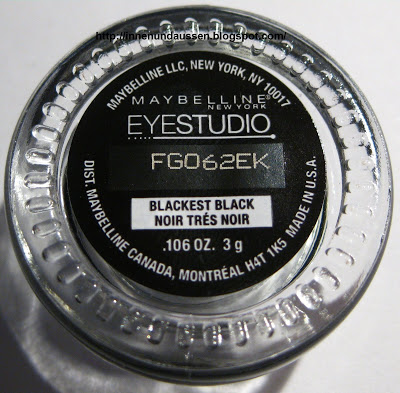 http://innenundaussen.blogspot.com/
MAYBELLINE LLC, NEW YORK, NY 10017
MAYBELLINE
NEW YORK
EYESTUDIO
FG062EK
BLACKEST BLACK
NOIR TRÉS NOIR
.106 OZ. 3 g
DIST. MAYBELLINE CANADA, MONTRÉAL H4T 1K5 MADE IN U.S.A.